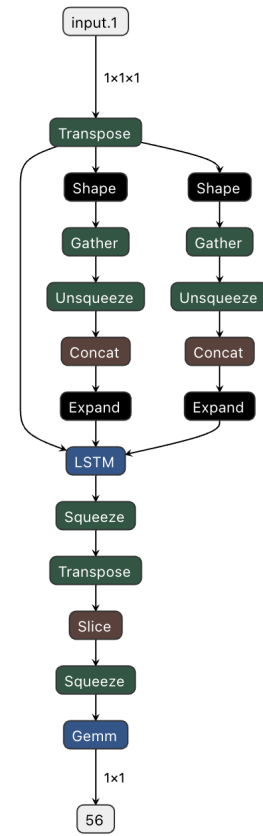 input.1
1×1×1
Transpose
Shape
Shape
Gather
Gather
Unsqueeze
Unsqueeze
Concat
Concat
Expand
Expand
LSTM
Squeeze
Transpose
Slice
Squeeze
Gemm
1×1
56